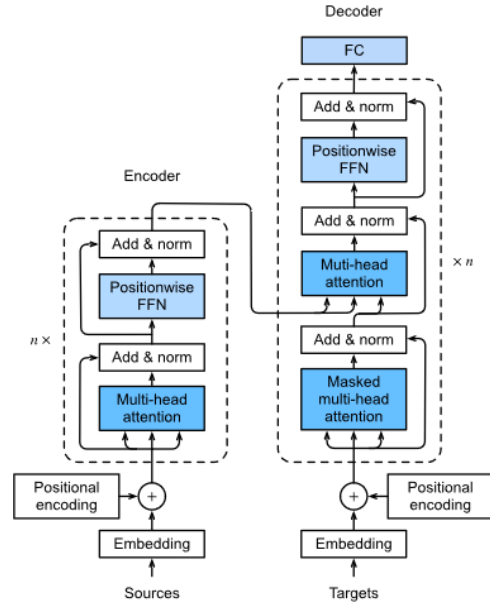 Decoder
FC
Add & norm
Positionwise
FFN
Add & norm
Muti-head
attention
× n
Add & norm
Masked
multi-head
attention
Positional
encoding
+
Embedding
Targets
Encoder
Add & norm
Positionwise
FFN
n ×
Add & norm
Multi-head
attention
Positional
encoding
+
Embedding
Sources